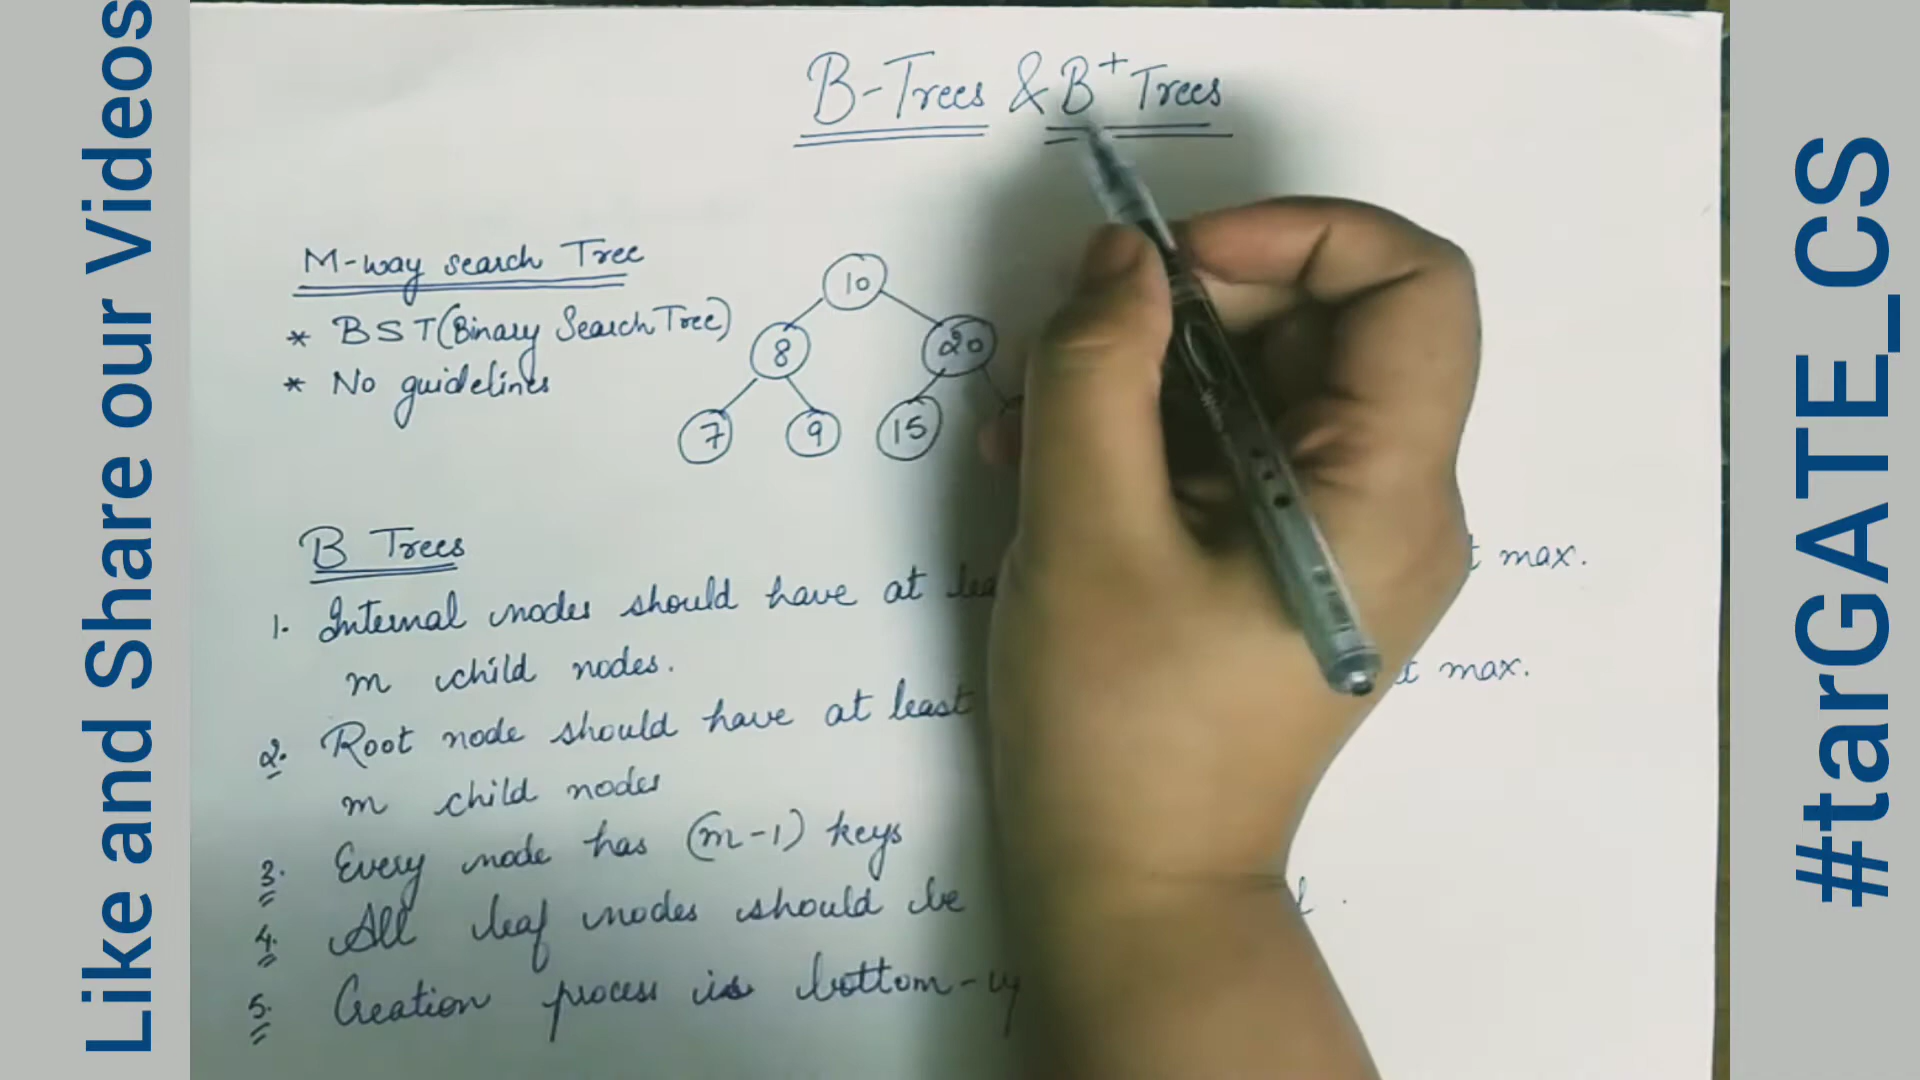 Like and Share our Videos
B-Trees & B+ Trees
M-way search Tree
* BST (Binary Search Tree)
* No guidelines
10
8 20
7 9 15
B Trees
1. Internal nodes should have at max.
m child nodes.
2. Root node should have at least max.
m child nodes
3. Every node has (m-1) keys
4. All leaf nodes should be
5. Creation process is bottom-up
#tarGATE_CS